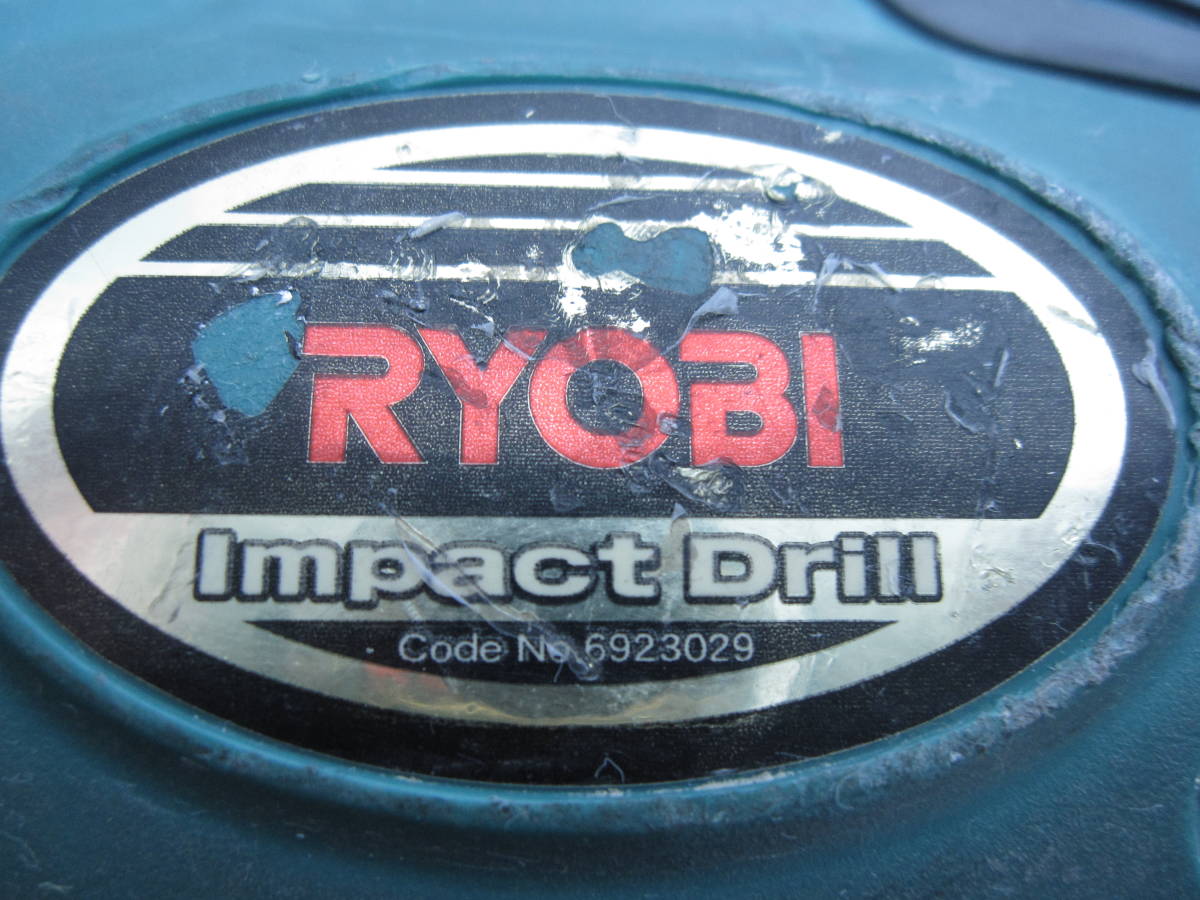 RYOBI
Impact Drill
Code No 6923029